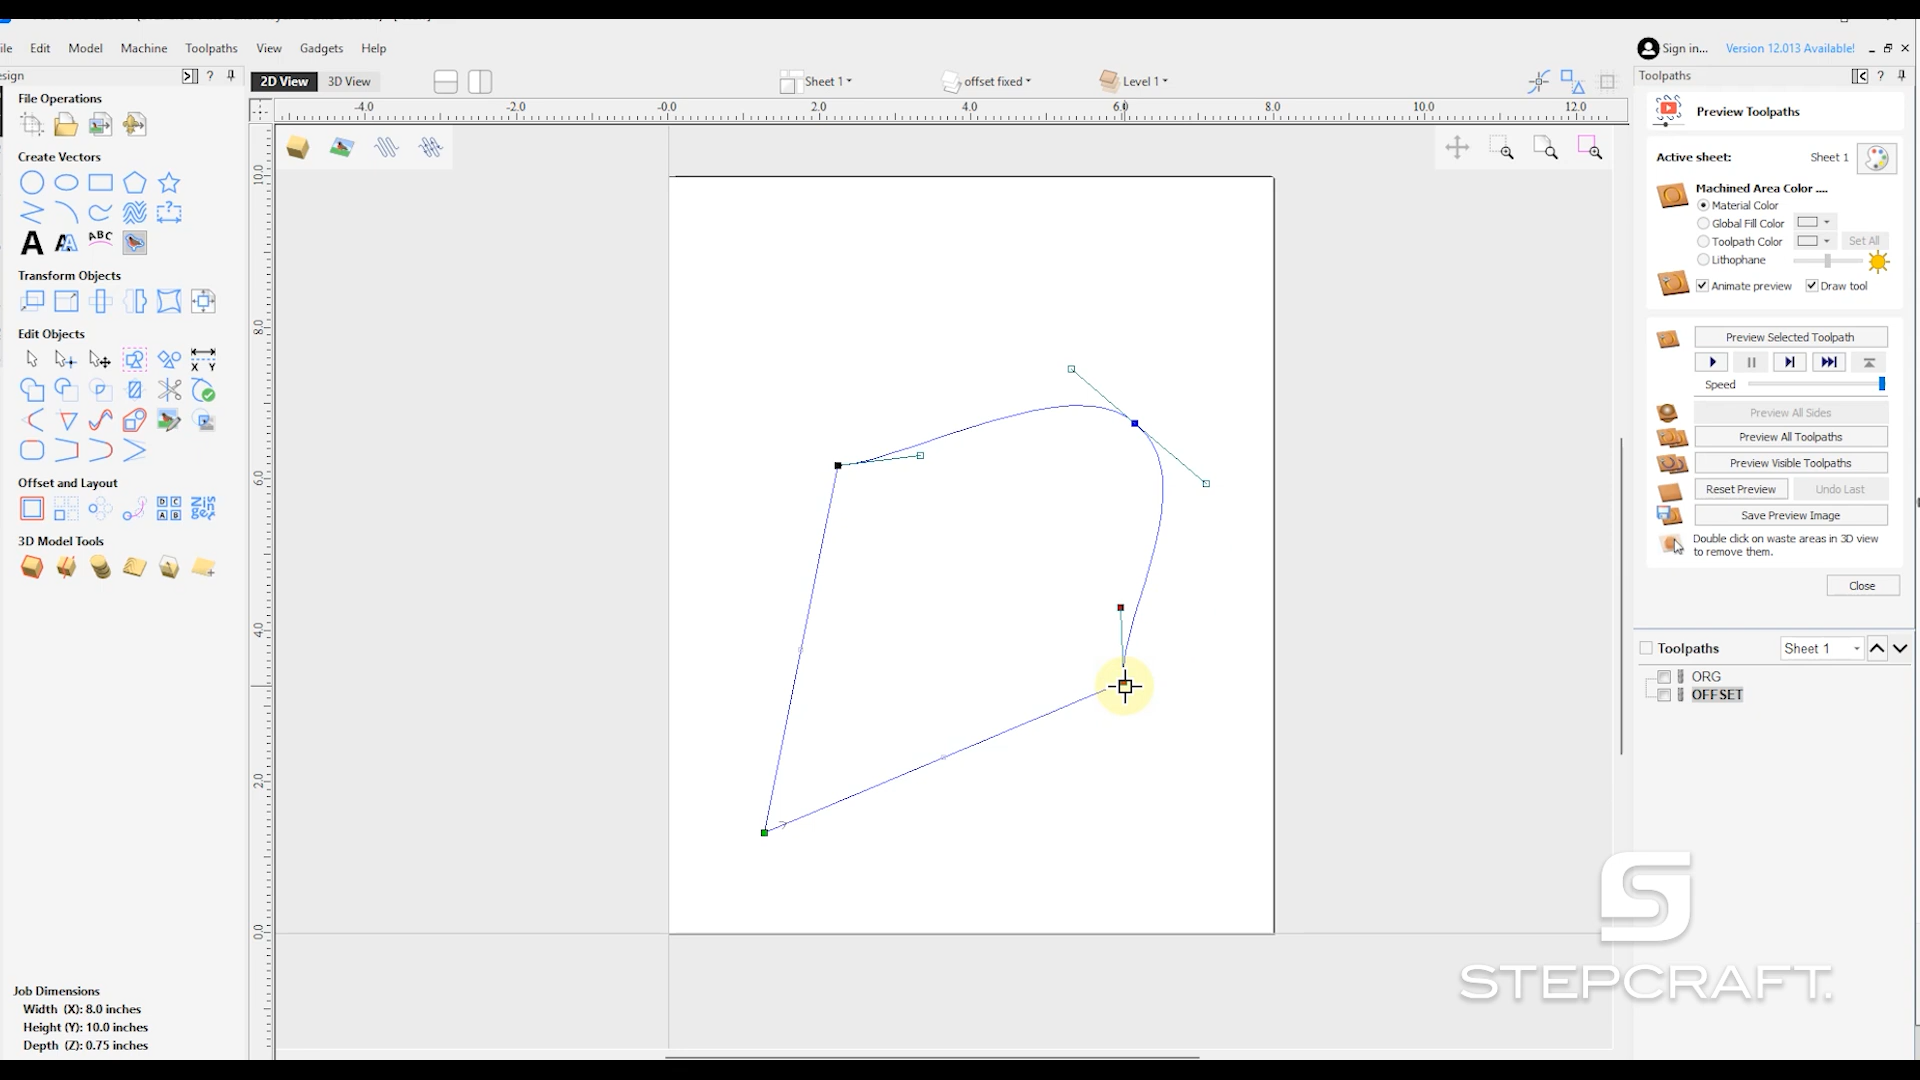 ile Edit Model Machine Toolpaths View Gadgets Help
Sign in... Version 12.013 Available!
sign ?
2D View 3D View Sheet 1 offset fixed Level 1
Toolpaths ?
-4.0 -2.0 -0.0 2.0 4.0 6.0 8.0 10.0 12.0
10.0
8.0
6.0
4.0
2.0
0.0
File Operations
Create Vectors
A A ABC
Transform Objects
Edit Objects
X Y
Offset and Layout
D C
A B
Zin
ger
3D Model Tools
Job Dimensions
Width (X): 8.0 inches
Height (Y): 10.0 inches
Depth (Z): 0.75 inches
Preview Toolpaths
Active sheet: Sheet 1
Machined Area Color ....
Material Color
Global Fill Color
Toolpath Color Set All
Lithophane
Animate preview Draw tool
Preview Selected Toolpath
Speed
Preview All Sides
Preview All Toolpaths
Preview Visible Toolpaths
Reset Preview Undo Last
Save Preview Image
Double click on waste areas in 3D view
to remove them.
Close
Toolpaths Sheet 1
ORG
OFFSET
S
STEPCRAFT.